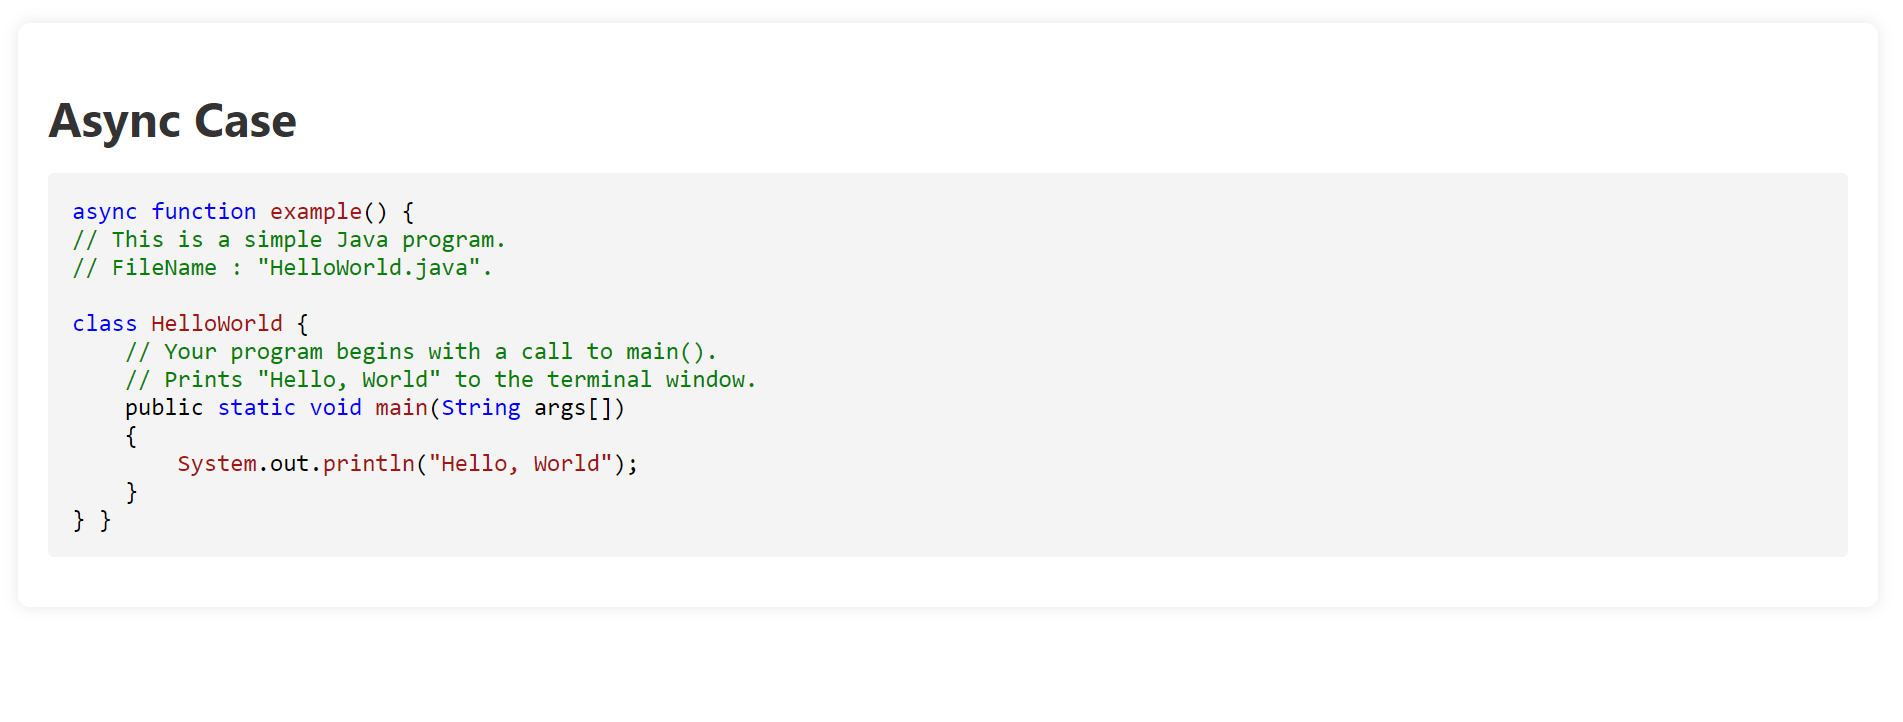 Async Case
async function example() {
// This is a simple Java program.
// FileName : "HelloWorld.java".
class HelloWorld {
    // Your program begins with a call to main().
    // Prints "Hello, World" to the terminal window.
    public static void main(String args[])
    {
        System.out.println("Hello, World");
    }
} }